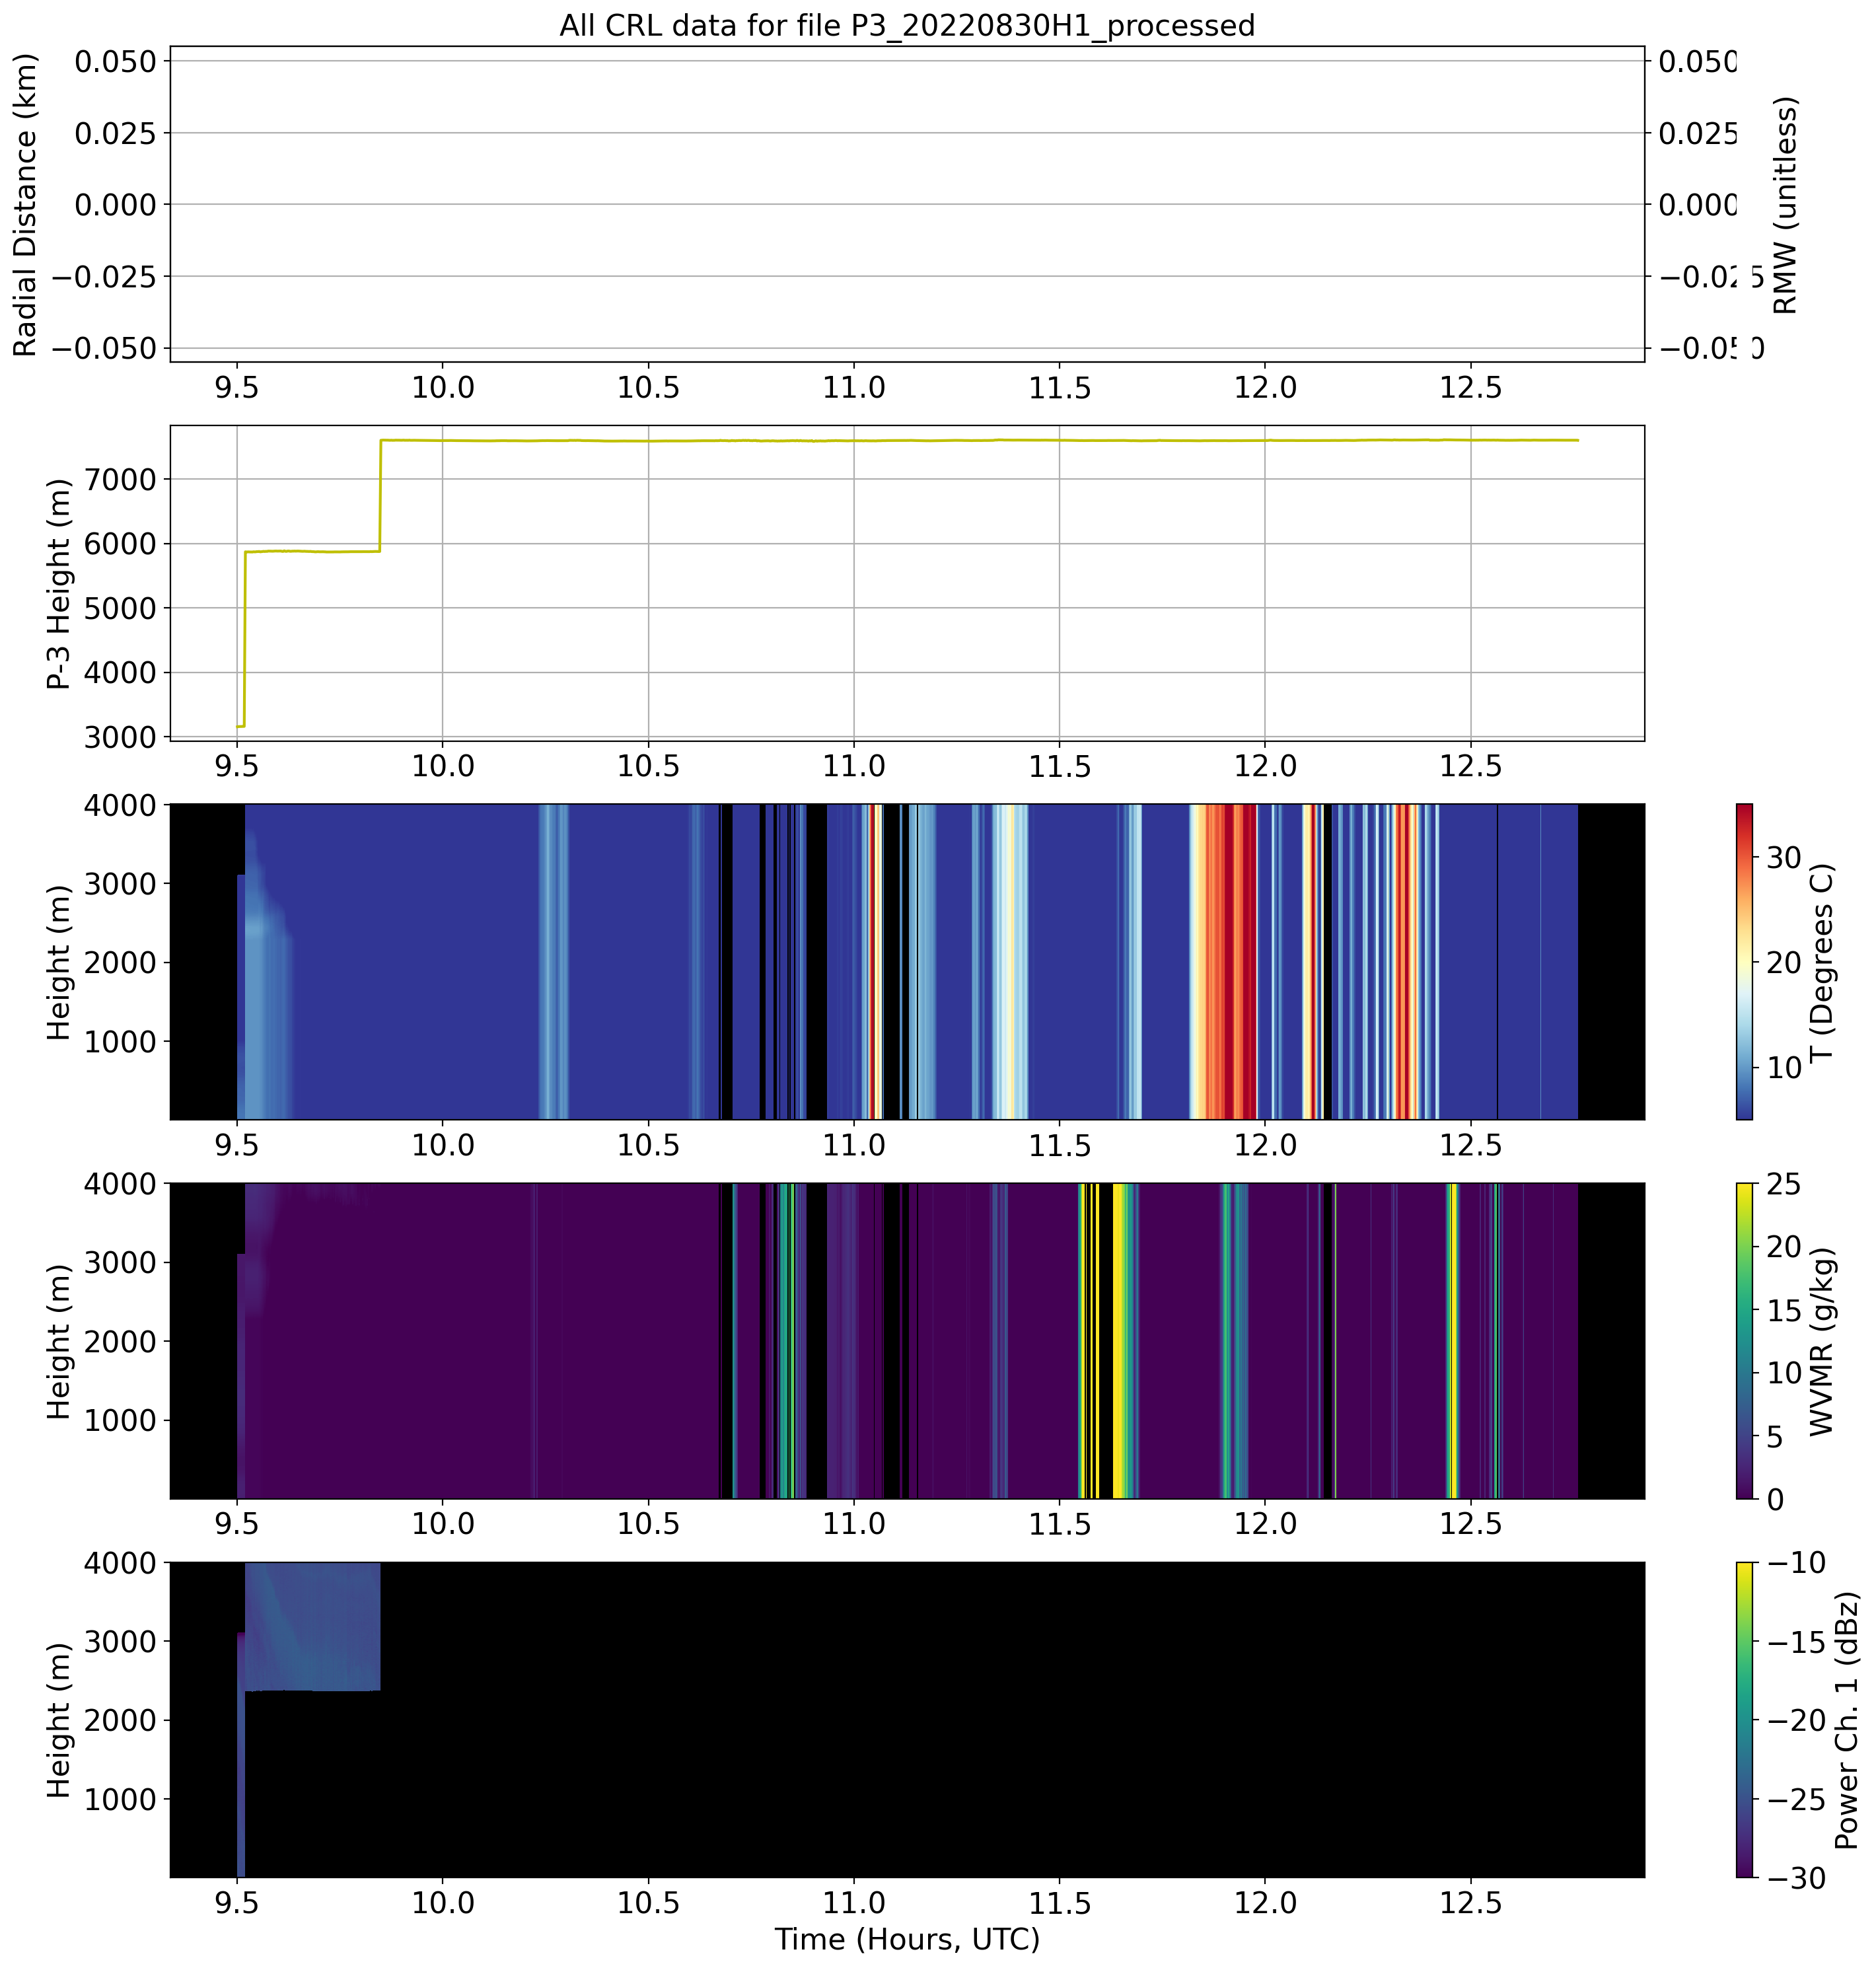 All CRL data for file P3_20220830H1_processed
Radial Distance (km)
0.050
0.025
0.000
−0.025
−0.050
0.050
0.025
0.000
−0.025
−0.050
RMW (unitless)
9.5 10.0 10.5 11.0 11.5 12.0 12.5
P-3 Height (m)
7000
6000
5000
4000
3000
9.5 10.0 10.5 11.0 11.5 12.0 12.5
Height (m)
4000
3000
2000
1000
30
20
10
T (Degrees C)
9.5 10.0 10.5 11.0 11.5 12.0 12.5
Height (m)
4000
3000
2000
1000
25
20
15
10
5
0
WVMR (g/kg)
9.5 10.0 10.5 11.0 11.5 12.0 12.5
Height (m)
4000
3000
2000
1000
−10
−15
−20
−25
−30
Power Ch. 1 (dBz)
9.5 10.0 10.5 11.0 11.5 12.0 12.5
Time (Hours, UTC)